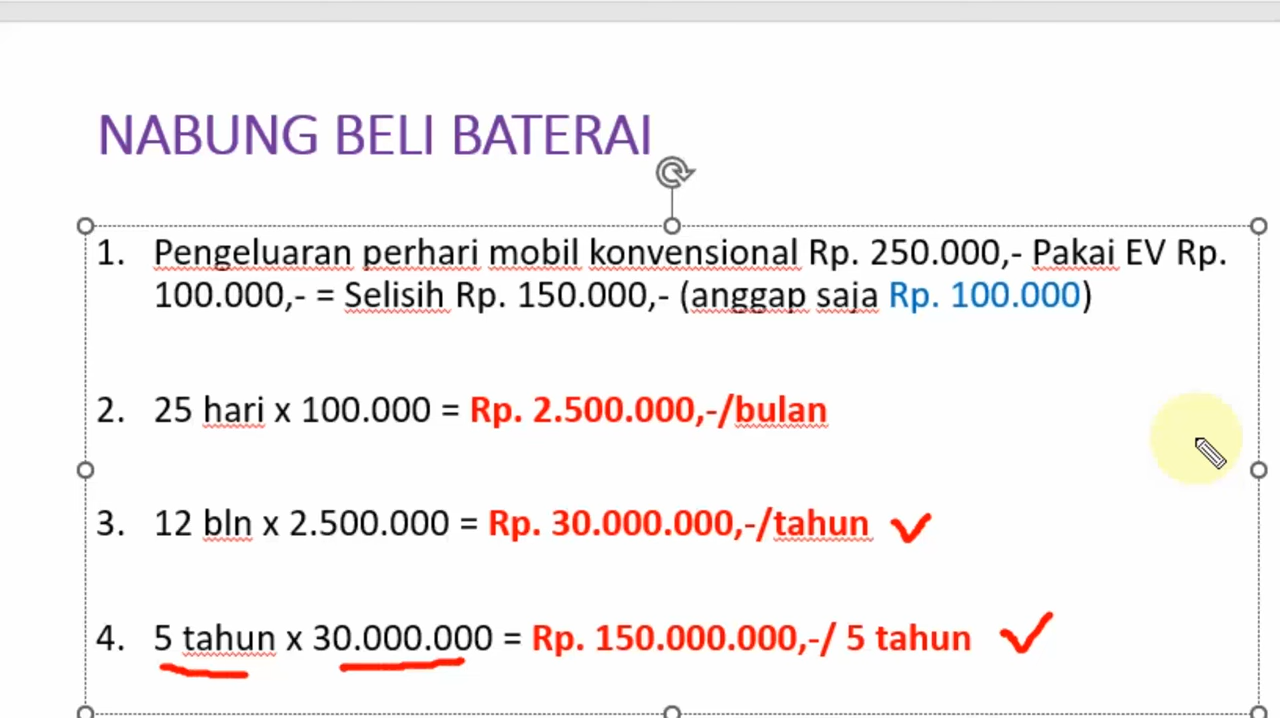 NABUNG BELI BATERAI
1. Pengeluaran perhari mobil konvensional Rp. 250.000,- Pakai EV Rp.
100.000,- = Selisih Rp. 150.000,- (anggap saja Rp. 100.000)
2. 25 hari x 100.000 = Rp. 2.500.000,-/bulan
3. 12 bln x 2.500.000 = Rp. 30.000.000,-/tahun
4. 5 tahun x 30.000.000 = Rp. 150.000.000,-/ 5 tahun